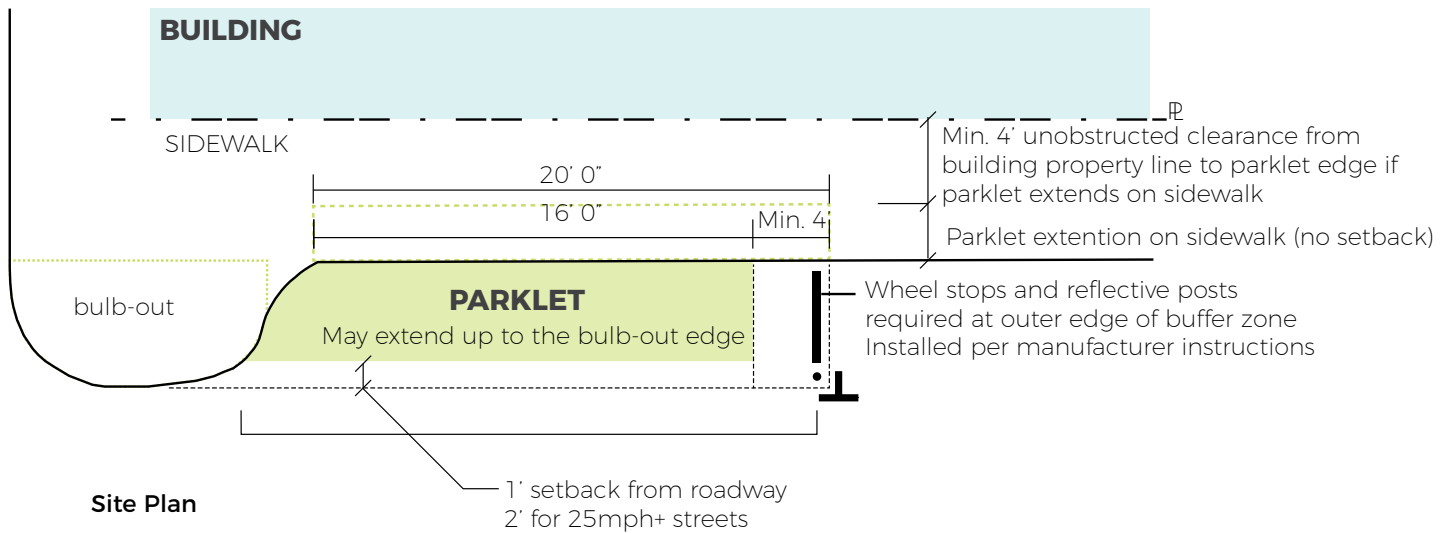 BUILDING
SIDEWALK
℄
Min. 4’ unobstructed clearance from
building property line to parklet edge if
parklet extends on sidewalk
20’ 0”
16’ 0”
Min. 4’
Parklet extention on sidewalk (no setback)
bulb-out
PARKLET
May extend up to the bulb-out edge
Wheel stops and reflective posts
required at outer edge of buffer zone
Installed per manufacturer instructions
1’ setback from roadway
2’ for 25mph+ streets
Site Plan